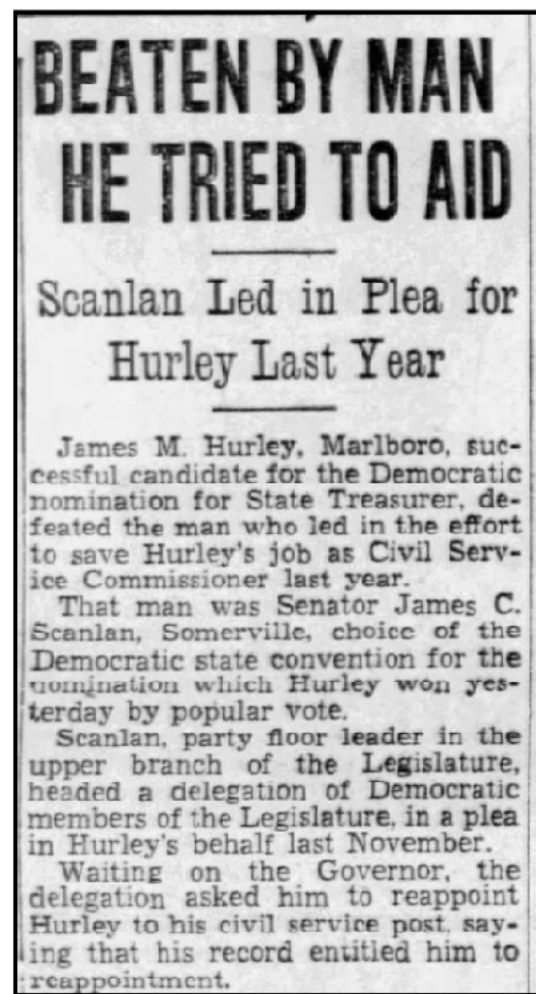 BEATEN BY MAN
HE TRIED TO AID
Scanlan Led in Plea for
Hurley Last Year
James M. Hurley, Marlboro, suc-
cessful candidate for the Democratic
nomination for State Treasurer, de-
feated the man who led in the effort
to save Hurley's job as Civil Serv-
ice Commissioner last year.
That man was Senator James C.
Scanlan, Somerville, choice of the
Democratic state convention for the
nomination which Hurley won yes-
terday by popular vote.
Scanlan, party floor leader in the
upper branch of the Legislature,
headed a delegation of Democratic
members of the Legislature, in a plea
in Hurley's behalf last November.
Waiting on the Governor, the
delegation asked him to reappoint
Hurley to his civil service post, say-
ing that his record entitled him to
reappointment.